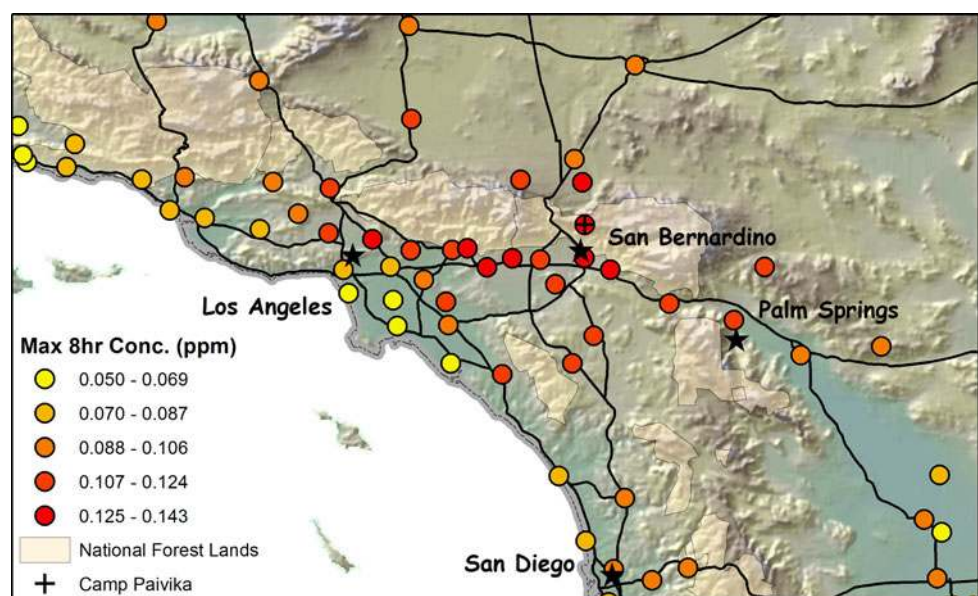 San Bernardino
Los Angeles
Palm Springs
Max 8hr Conc. (ppm)
0.050 - 0.069
0.070 - 0.087
0.088 - 0.106
0.107 - 0.124
0.125 - 0.143
National Forest Lands
Camp Paivika
San Diego